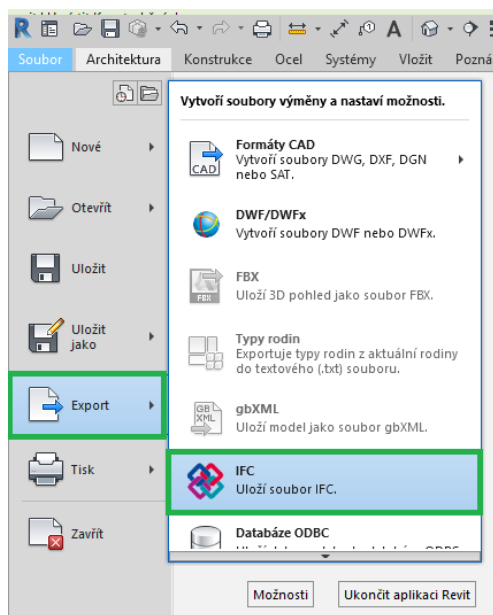 Soubor Architektura Konstrukce Ocel Systémy Vložit Pozná
Vytvoří soubory výměny a nastaví možnosti.
Nové
Otevřít
Uložit
Uložit
jako
Export
Tisk
Zavřít
Formáty CAD
Vytvoří soubory DWG, DXF, DGN
nebo SAT.
CAD
DWF/DWFx
Vytvoří soubory DWF nebo DWFx.
FBX
Uloží 3D pohled jako soubor FBX.
FBX
Typy rodin
Exportuje typy rodin z aktuální rodiny
do textového (.txt) souboru.
gbXML
Uloží model jako soubor gbXML.
GB
XML
IFC
Uloží soubor IFC.
Databáze ODBC
Možnosti
Ukončit aplikaci Revit